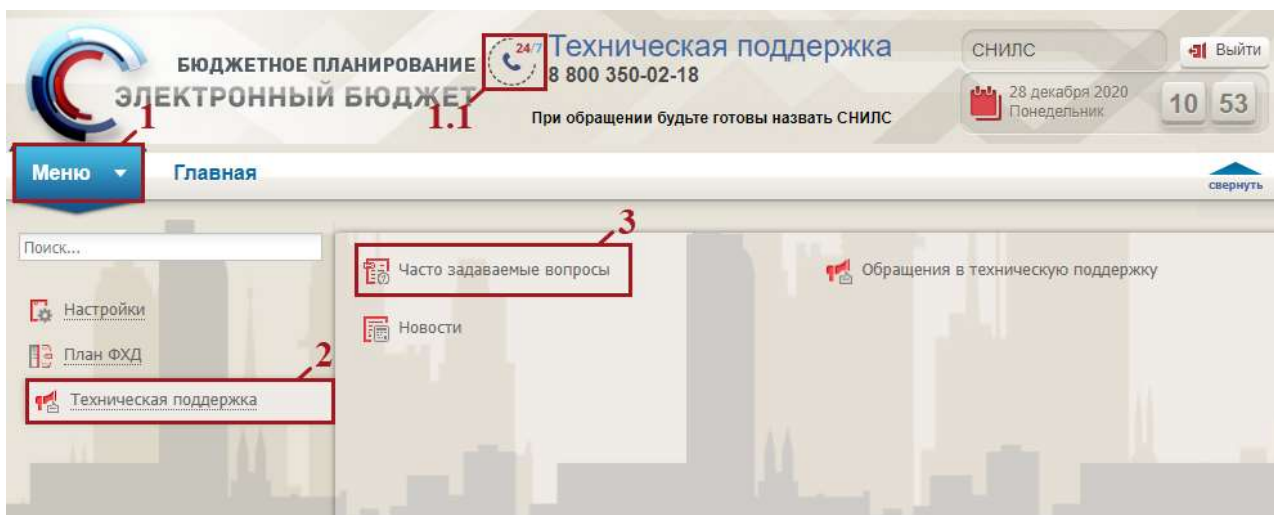 БЮДЖЕТНОЕ ПЛАНИРОВАНИЕ
ЭЛЕКТРОННЫЙ БЮДЖЕТ
24/7
Техническая поддержка
8 800 350-02-18
При обращении будьте готовы назвать СНИЛС
СНИЛС
Выйти
28 декабря 2020
Понедельник
10 53
1
1.1
Меню
Главная
свернуть
Поиск...
Настройки
План ФХД
2
Техническая поддержка
3
Часто задаваемые вопросы
Новости
Обращения в техническую поддержку